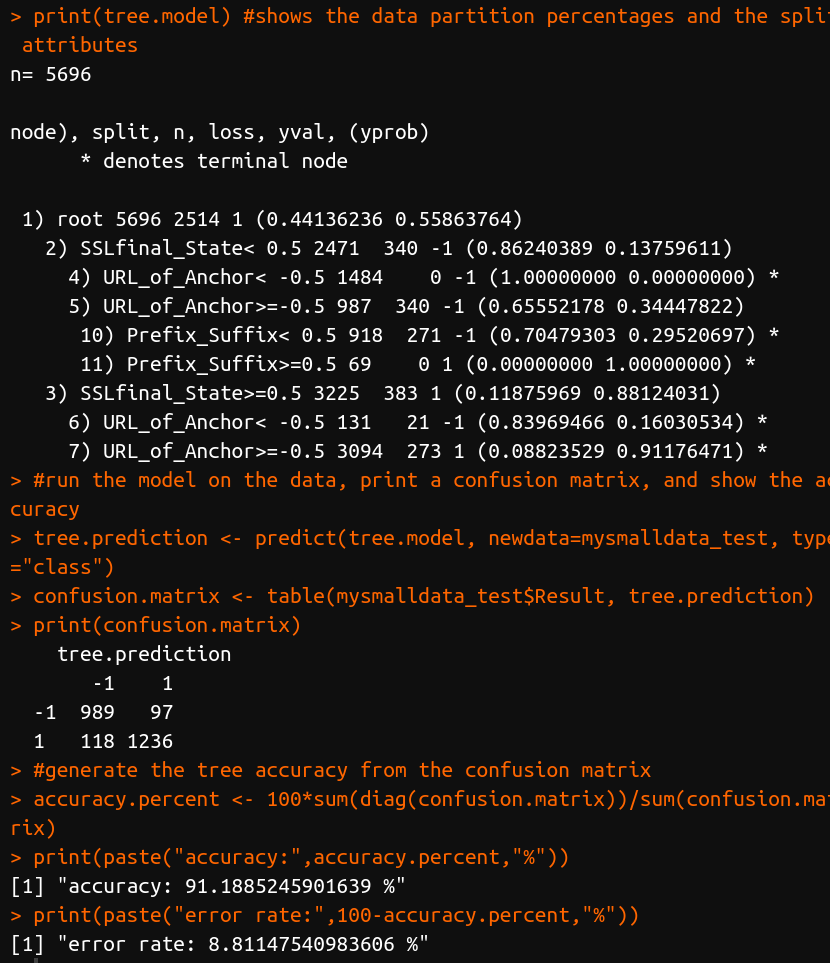 > print(tree.model) #shows the data partition percentages and the split
 attributes
n= 5696

node), split, n, loss, yval, (yprob)
      * denotes terminal node

 1) root 5696 2514 1 (0.44136236 0.55863764)
   2) SSLfinal_State< 0.5 2471  340 -1 (0.86240389 0.13759611)
     4) URL_of_Anchor< -0.5 1484    0 -1 (1.00000000 0.00000000) *
     5) URL_of_Anchor>=-0.5 987  340 -1 (0.65552178 0.34447822)
      10) Prefix_Suffix< 0.5 918  271 -1 (0.70479303 0.29520697) *
      11) Prefix_Suffix>=0.5 69    0 1 (0.00000000 1.00000000) *
   3) SSLfinal_State>=0.5 3225  383 1 (0.11875969 0.88124031)
     6) URL_of_Anchor< -0.5 131   21 -1 (0.83969466 0.16030534) *
     7) URL_of_Anchor>=-0.5 3094  273 1 (0.08823529 0.91176471) *
> #run the model on the data, print a confusion matrix, and show the ac
curacy
> tree.prediction <- predict(tree.model, newdata=mysmalldata_test, type
="class")
> confusion.matrix <- table(mysmalldata_test$Result, tree.prediction)
> print(confusion.matrix)
    tree.prediction
       -1    1
  -1  989   97
  1   118 1236
> #generate the tree accuracy from the confusion matrix
> accuracy.percent <- 100*sum(diag(confusion.matrix))/sum(confusion.mat
rix)
> print(paste("accuracy:",accuracy.percent,"%"))
[1] "accuracy: 91.1885245901639 %"
> print(paste("error rate:",100-accuracy.percent,"%"))
[1] "error rate: 8.81147540983606 %"